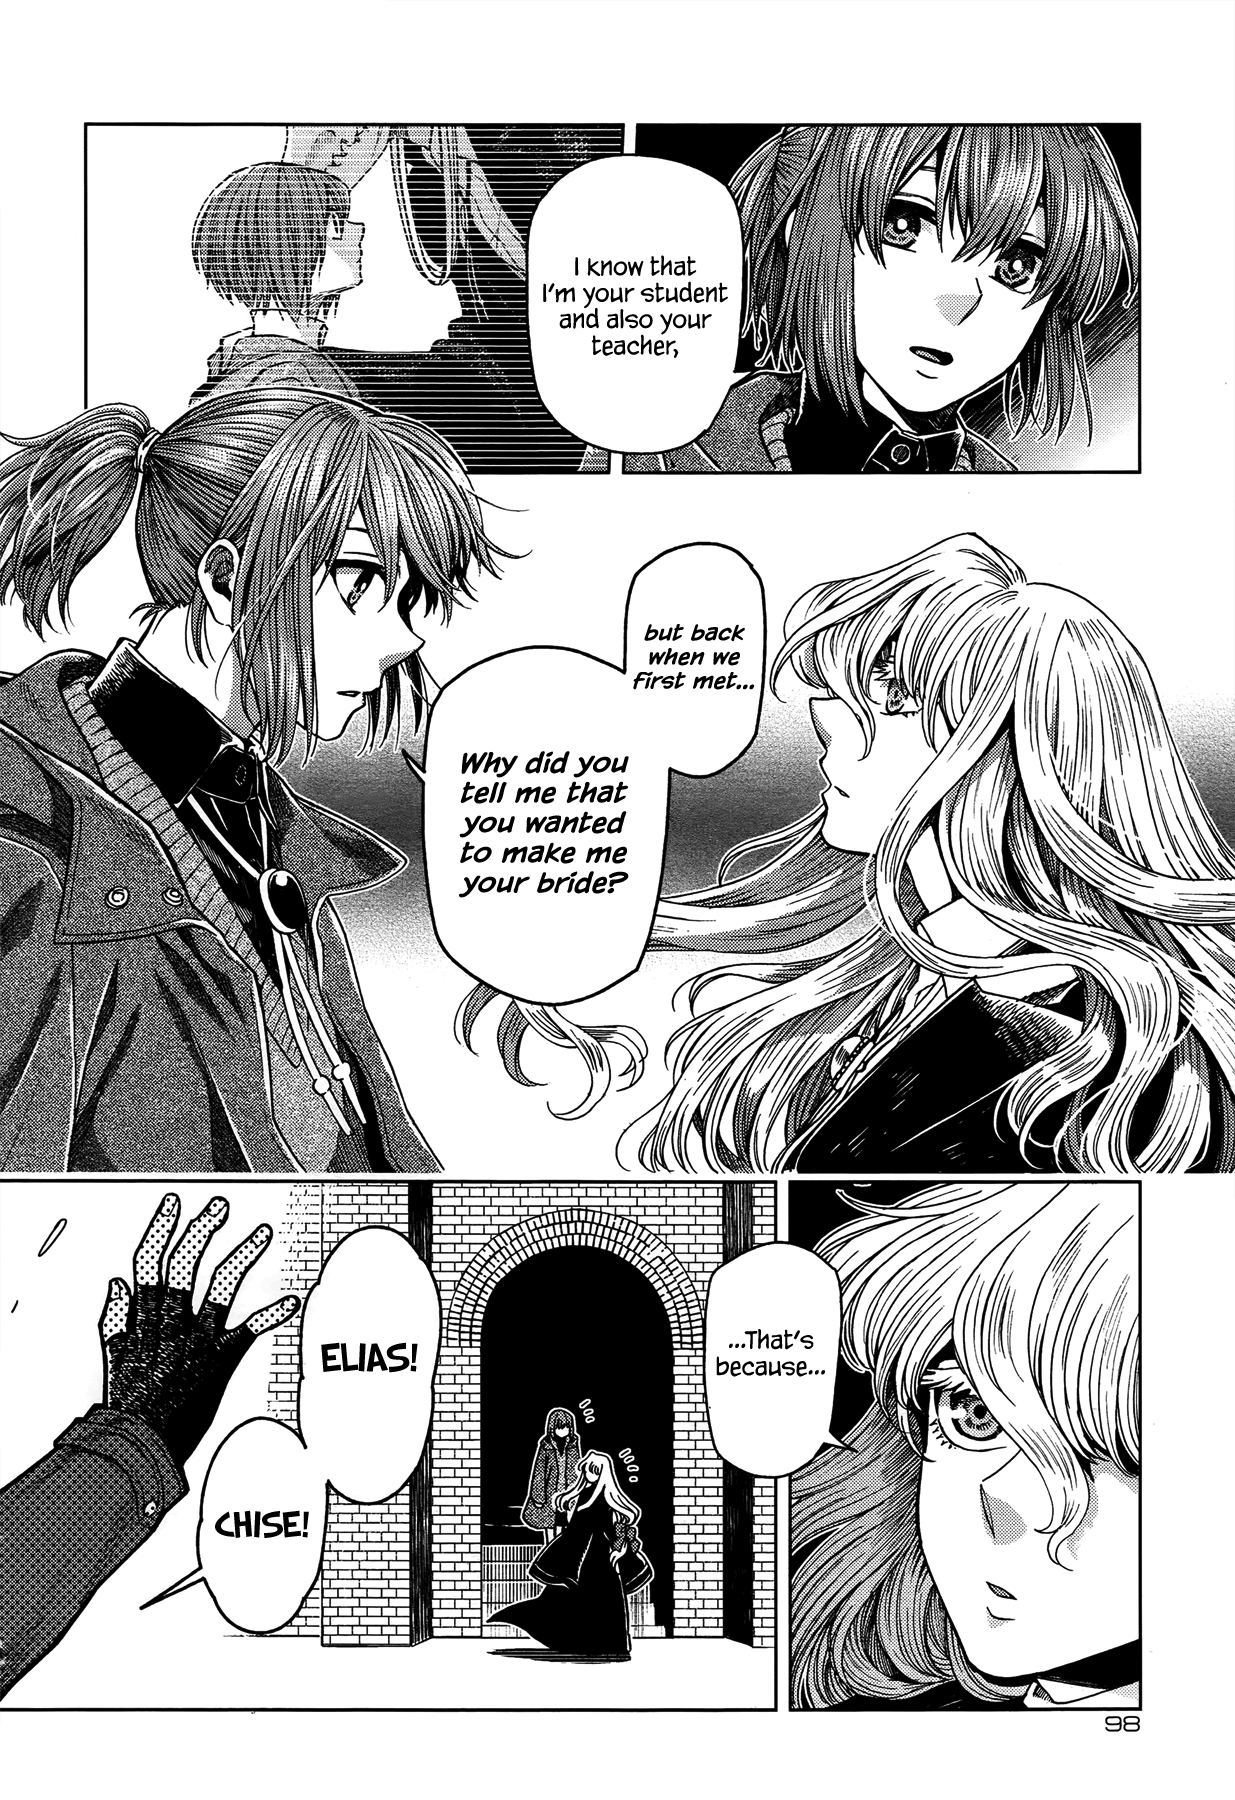 I know that
I'm your student
and also your
teacher,
but back
when we
first met...
Why did you
tell me that
you wanted
to make me
your bride?
...That's
because...
ELIAS!
CHISE!
98